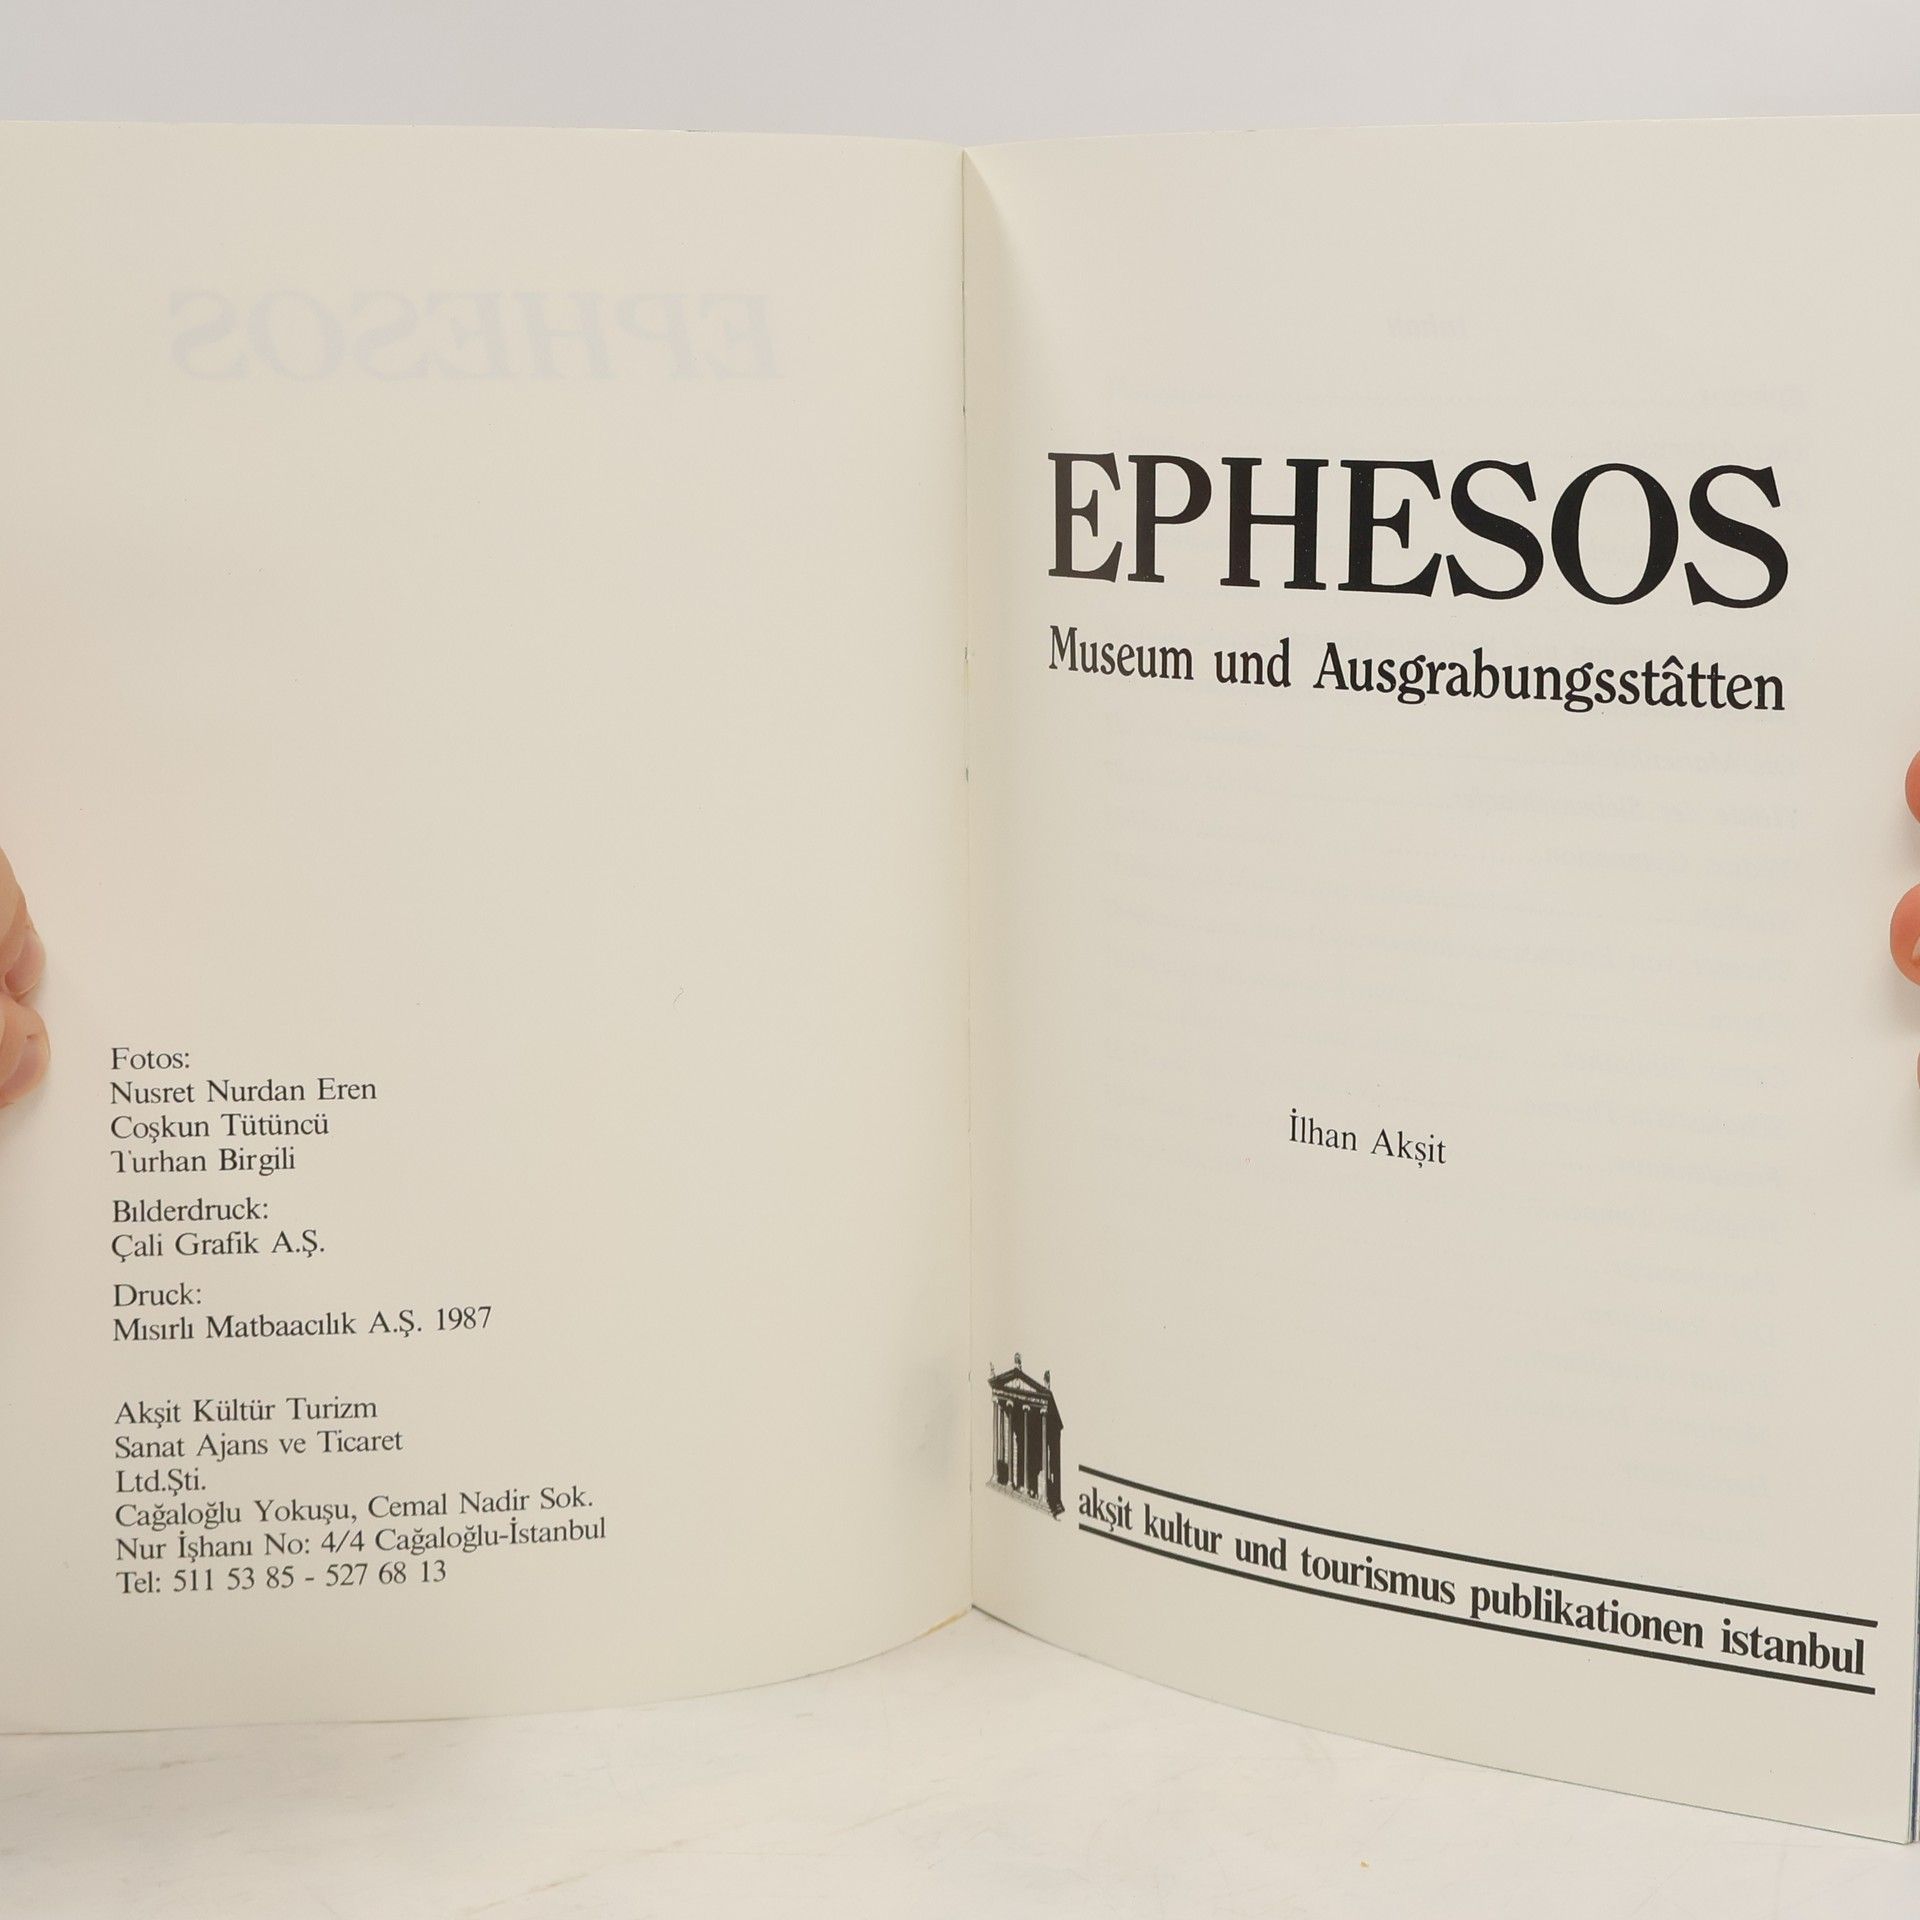 Fotos:
Nusret Nurdan Eren
Coşkun Tütüncü
Turhan Birgili
Bılderdruck:
Çali Grafik A.Ş.
Druck:
Mısırlı Matbaacılık A.Ş. 1987
Akşit Kültür Turizm
Sanat Ajans ve Ticaret
Ltd.Şti.
Cağaloğlu Yokuşu, Cemal Nadir Sok.
Nur İşhanı No: 4/4 Cağaloğlu-İstanbul
Tel: 511 53 85 - 527 68 13
EPHESOS
Museum und Ausgrabungsstâtten
İlhan Akşit
akşit kultur und tourismus publikationen istanbul